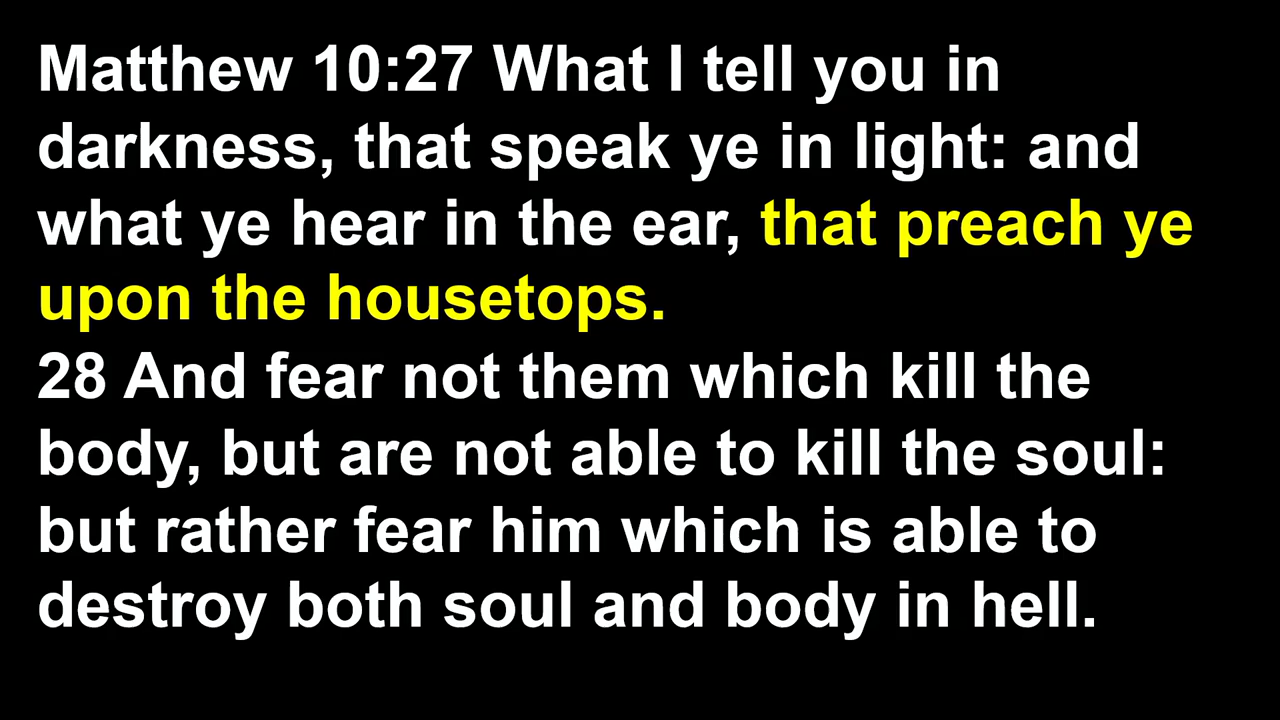 Matthew 10:27 What I tell you in
darkness, that speak ye in light: and
what ye hear in the ear, that preach ye
upon the housetops.
28 And fear not them which kill the
body, but are not able to kill the soul:
but rather fear him which is able to
destroy both soul and body in hell.